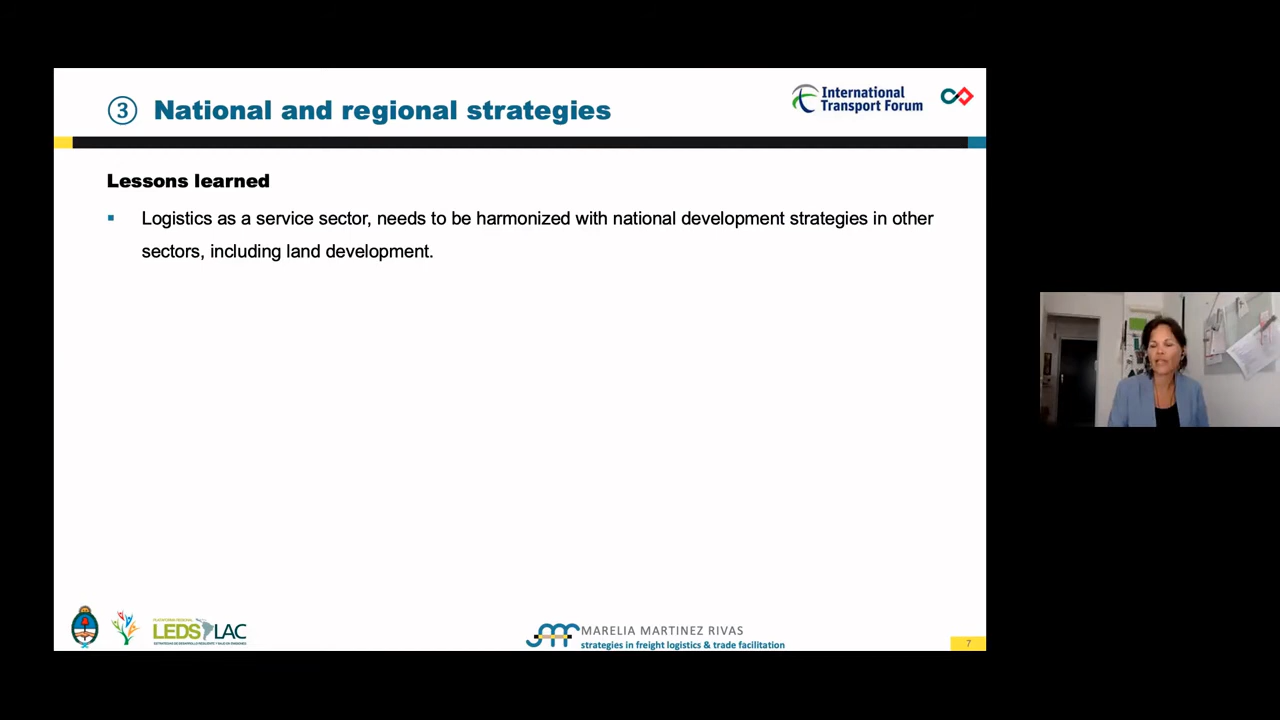 ③ National and regional strategies
International
Transport Forum
Lessons learned
▪ Logistics as a service sector, needs to be harmonized with national development strategies in other
sectors, including land development.
PLATAFORMA REGIONAL
LEDS LAC
MARELIA MARTINEZ RIVAS
strategies in freight logistics & trade facilitation
7